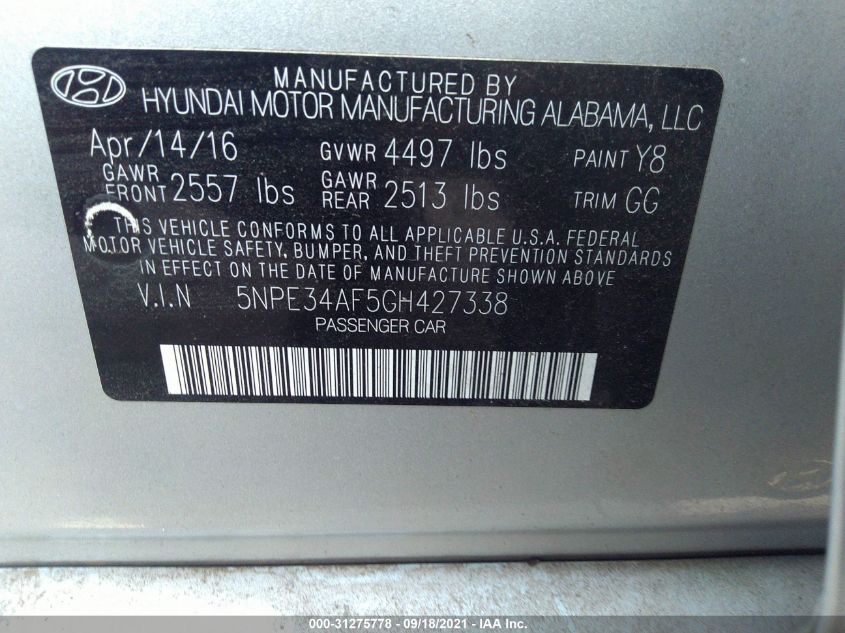 MANUFACTURED BY
HYUNDAI MOTOR MANUFACTURING ALABAMA, LLC
Apr/14/16 GVWR 4497 lbs PAINT Y8
GAWR FRONT 2557 lbs GAWR REAR 2513 lbs TRIM GG
THIS VEHICLE CONFORMS TO ALL APPLICABLE U.S.A. FEDERAL
MOTOR VEHICLE SAFETY, BUMPER, AND THEFT PREVENTION STANDARDS
IN EFFECT ON THE DATE OF MANUFACTURE SHOWN ABOVE
V.I.N 5NPE34AF5GH427338
PASSENGER CAR
000-31275778 - 09/18/2021 - IAA Inc.